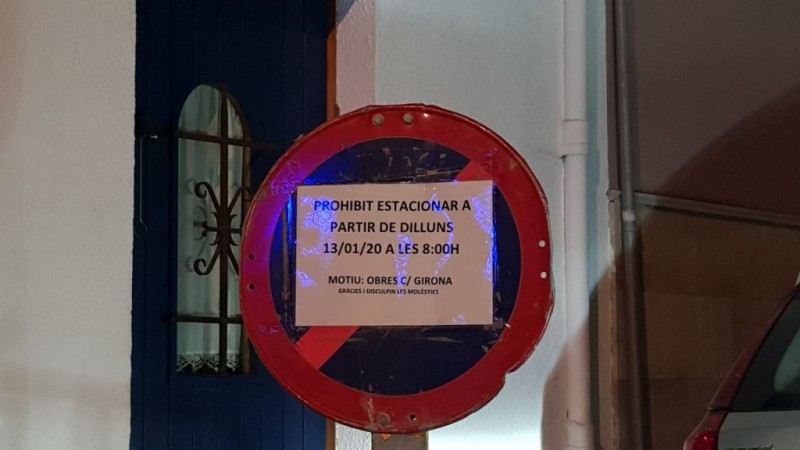 PROHIBIT ESTACIONAR A
PARTIR DE DILLUNS
13/01/20 A LES 8:00H
MOTIU: OBRES C/ GIRONA
GRÀCIES I DISCULPIN LES MOLÈSTIES